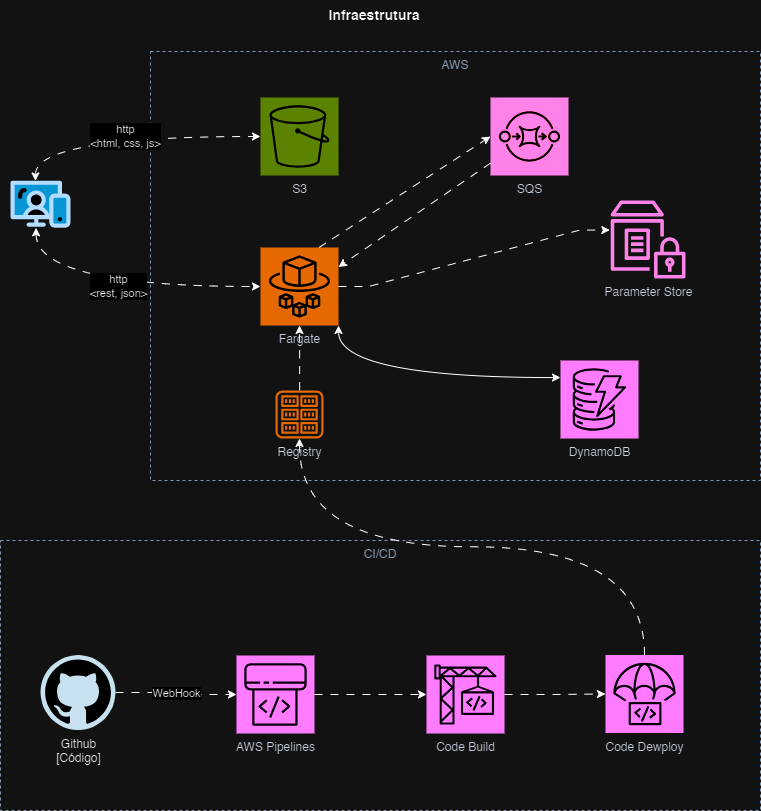 Infraestrutura
AWS
http
<html, css, js>
S3
SQS
http
<rest, json>
Fargate
Parameter Store
Registry
DynamoDB
CI/CD
WebHook
Github
[Código]
AWS Pipelines
Code Build
Code Dewploy